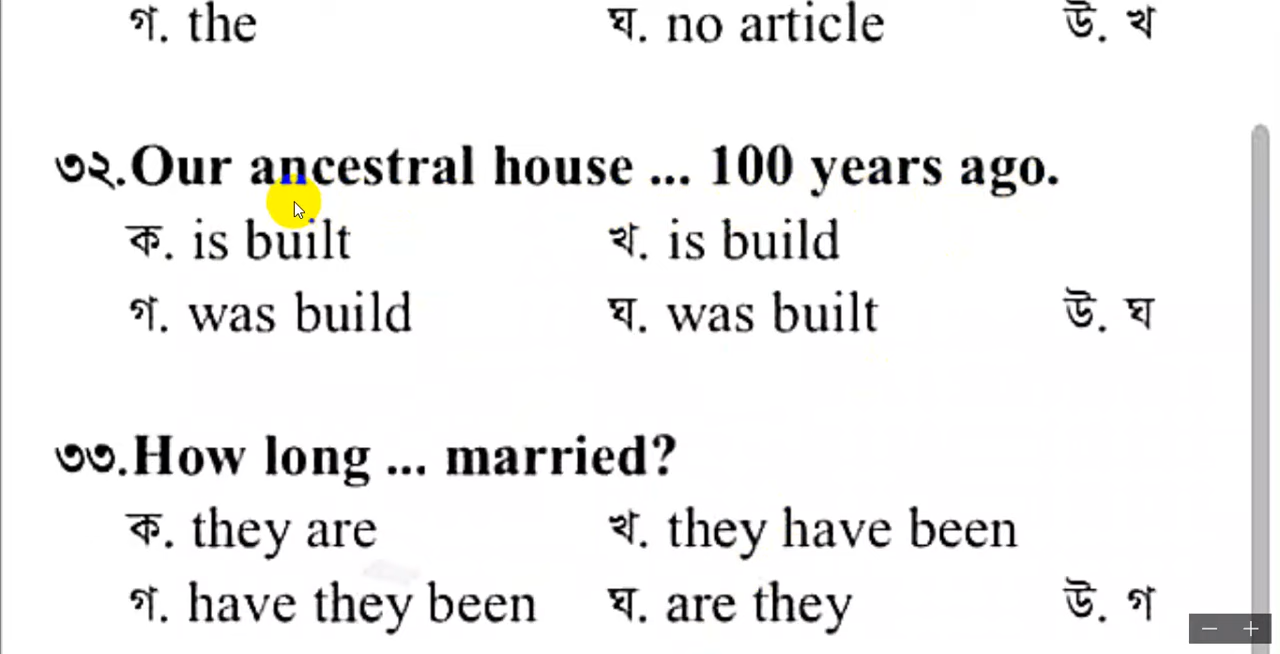 গ. the ঘ. no article উ. খ
৩২.Our ancestral house ... 100 years ago.
ক. is built খ. is build
গ. was build ঘ. was built উ. ঘ
৩৩.How long ... married?
ক. they are খ. they have been
গ. have they been ঘ. are they উ. গ